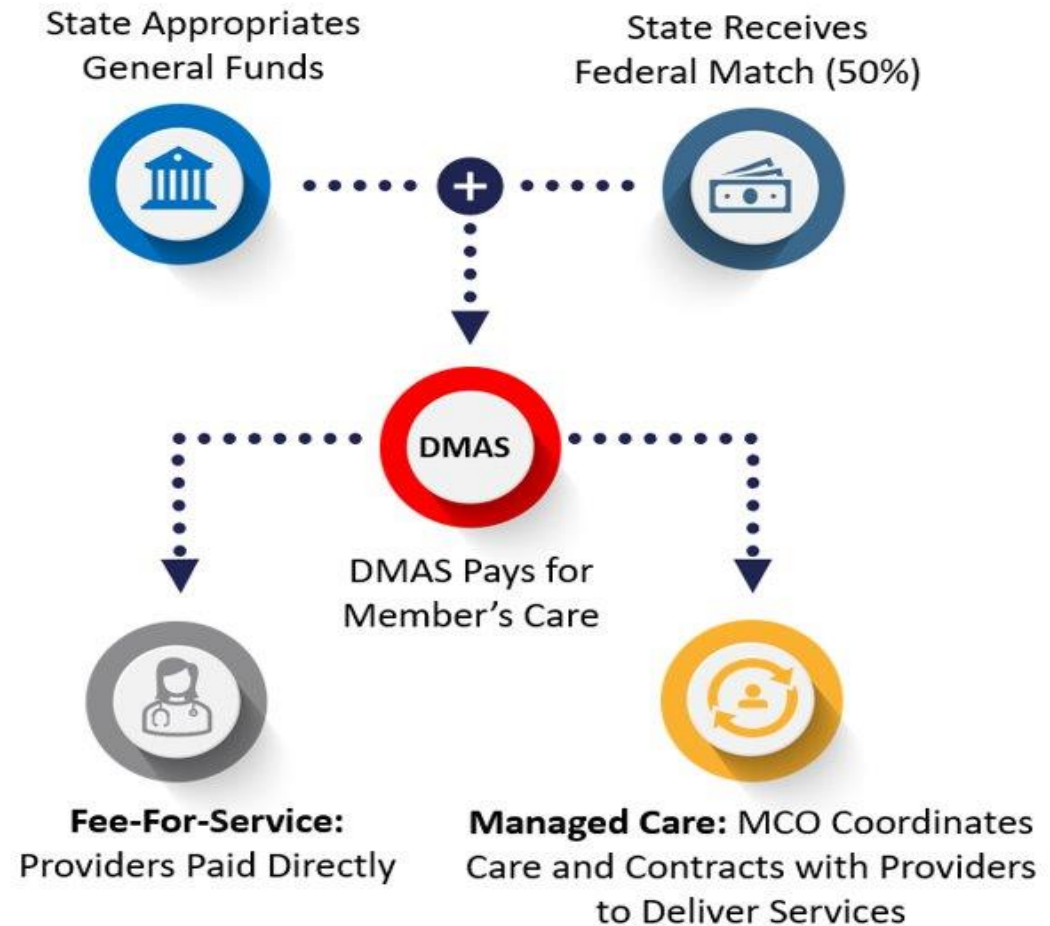 State Appropriates
General Funds
State Receives
Federal Match (50%)
DMAS
DMAS Pays for
Member’s Care
Fee-For-Service:
Providers Paid Directly
Managed Care: MCO Coordinates
Care and Contracts with Providers
to Deliver Services